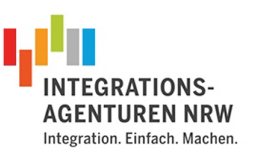 INTEGRATIONS-
AGENTUREN NRW
Integration. Einfach. Machen.